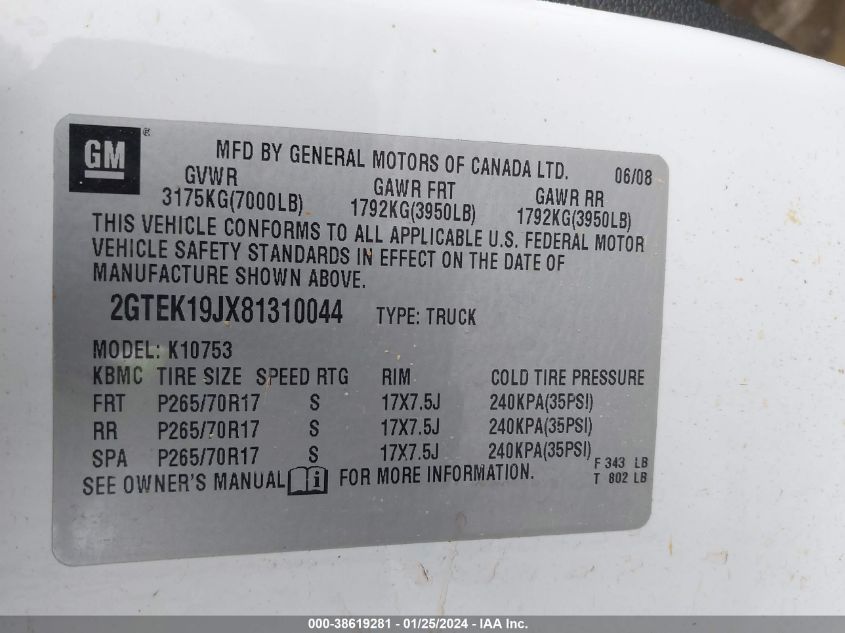 GM ®
MFD BY GENERAL MOTORS OF CANADA LTD. 06/08
GVWR GAWR FRT GAWR RR
3175KG(7000LB) 1792KG(3950LB) 1792KG(3950LB)
THIS VEHICLE CONFORMS TO ALL APPLICABLE U.S. FEDERAL MOTOR
VEHICLE SAFETY STANDARDS IN EFFECT ON THE DATE OF
MANUFACTURE SHOWN ABOVE.
2GTEK19JX81310044 TYPE: TRUCK
MODEL: K10753
KBMC TIRE SIZE SPEED RTG RIM COLD TIRE PRESSURE
FRT P265/70R17 S 17X7.5J 240KPA(35PSI)
RR P265/70R17 S 17X7.5J 240KPA(35PSI)
SPA P265/70R17 S 17X7.5J 240KPA(35PSI)
F 343 LB
SEE OWNER'S MANUAL FOR MORE INFORMATION. T 802 LB
000-38619281 - 01/25/2024 - IAA Inc.